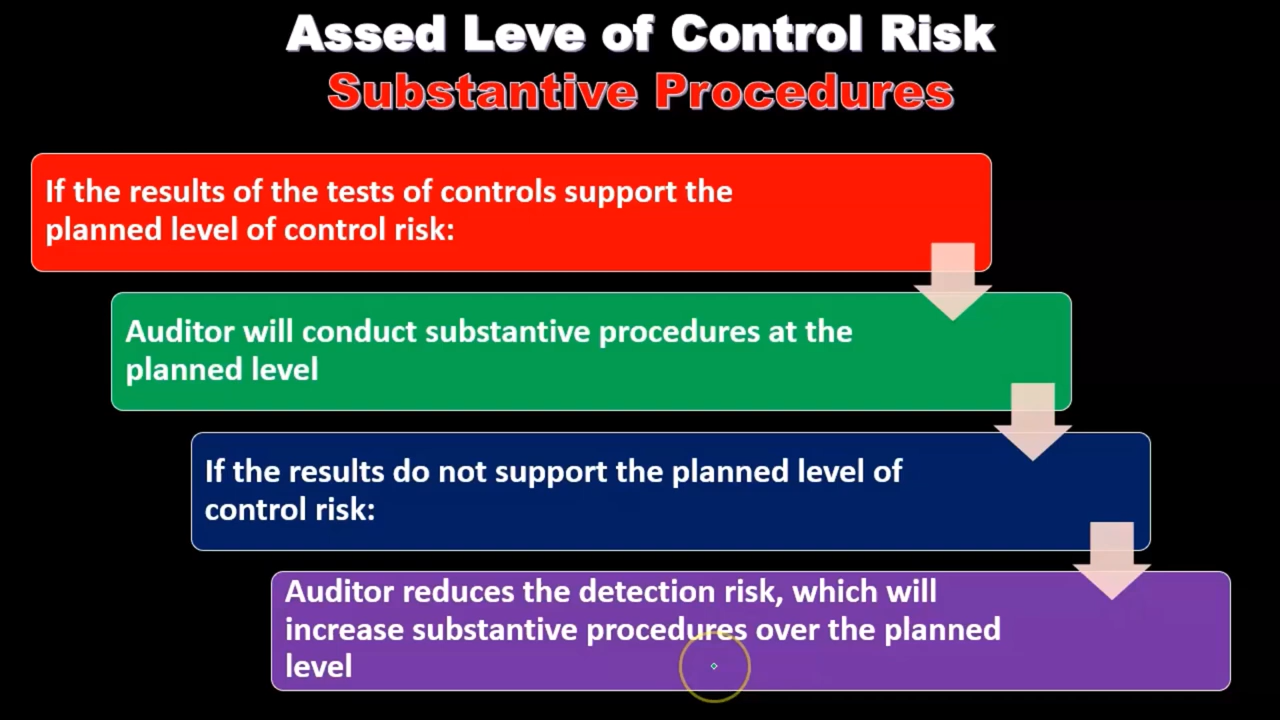 Assed Leve of Control Risk
Substantive Procedures
If the results of the tests of controls support the
planned level of control risk:
Auditor will conduct substantive procedures at the
planned level
If the results do not support the planned level of
control risk:
Auditor reduces the detection risk, which will
increase substantive procedures over the planned
level